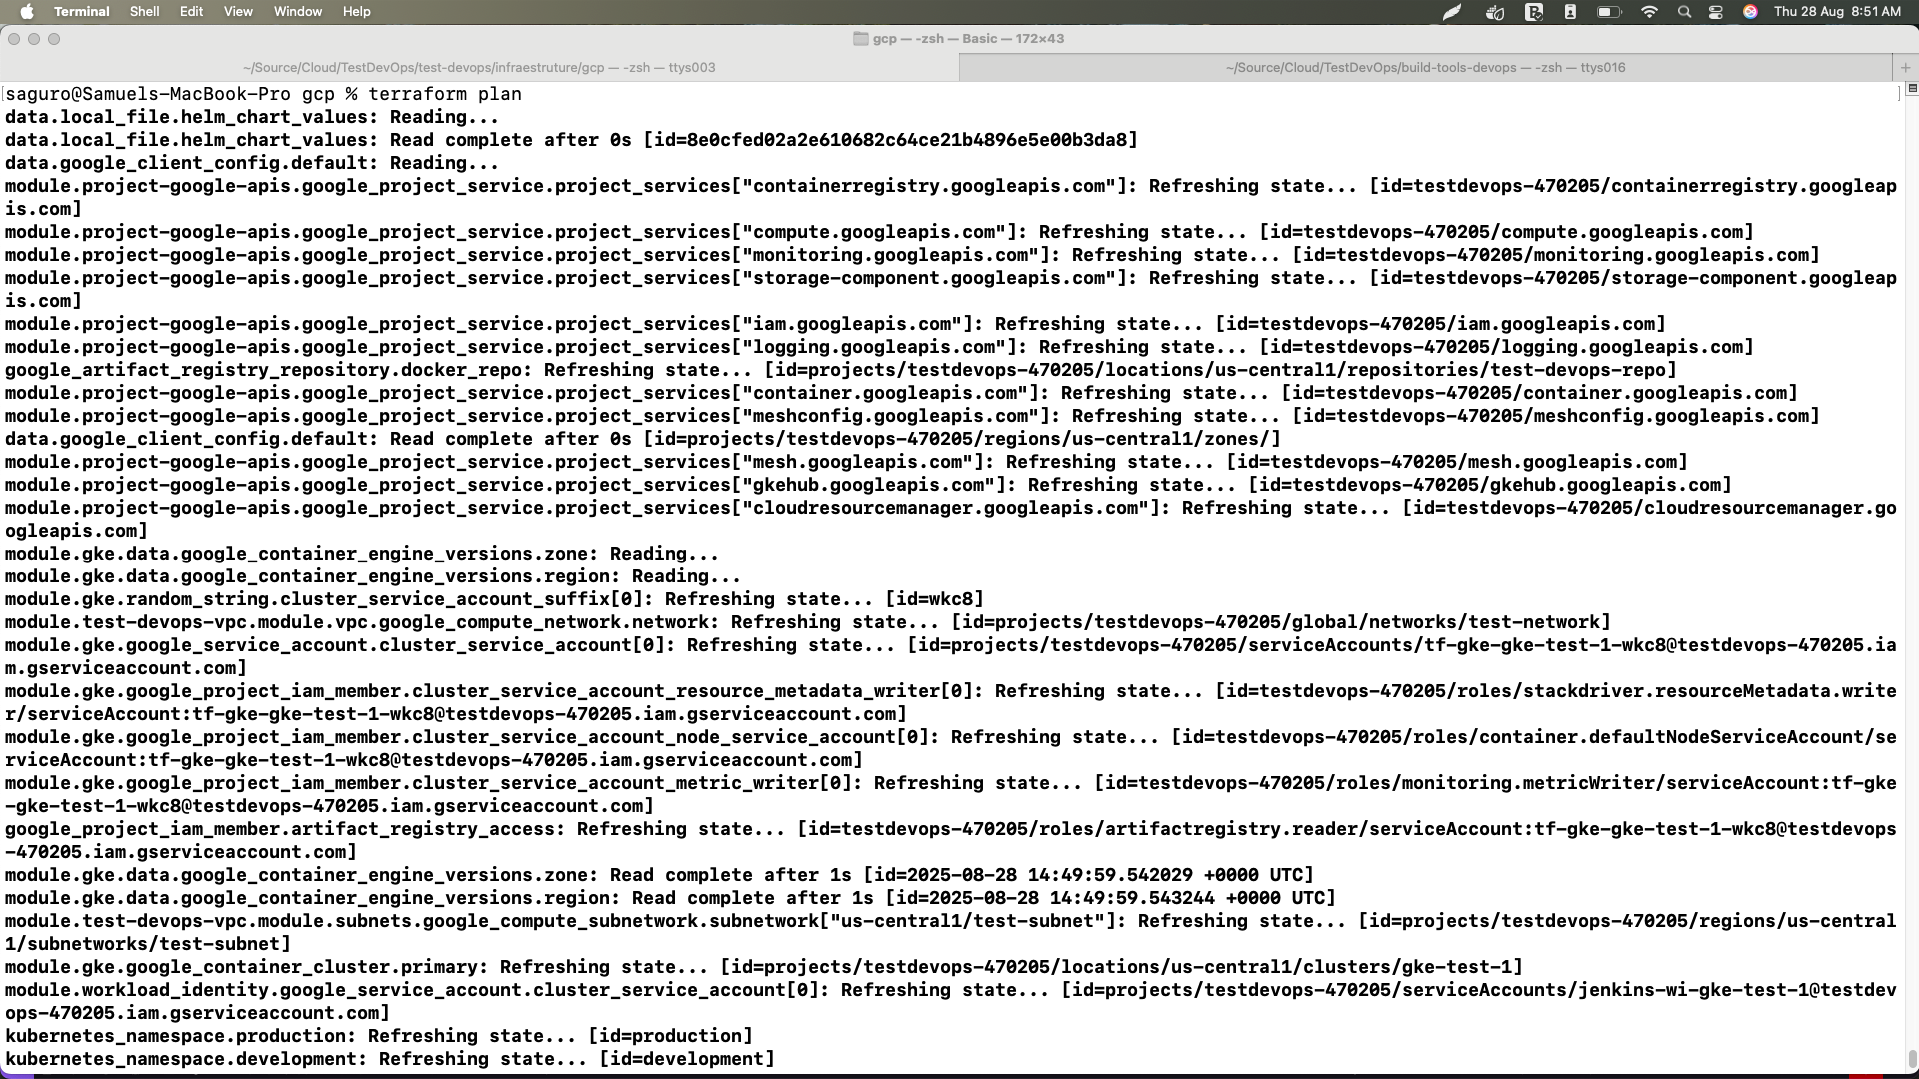 Terminal Shell Edit View Window Help Thu 28 Aug 8:51 AM
gcp — -zsh — Basic — 172×43
~/Source/Cloud/TestDevOps/test-devops/infraestruture/gcp — -zsh — ttys003 ~/Source/Cloud/TestDevOps/build-tools-devops — -zsh — ttys016 +
[saguro@Samuels-MacBook-Pro gcp % terraform plan ]
data.local_file.helm_chart_values: Reading...
data.local_file.helm_chart_values: Read complete after 0s [id=8e0cfed02a2e610682c64ce21b4896e5e00b3da8]
data.google_client_config.default: Reading...
module.project-google-apis.google_project_service.project_services["containerregistry.googleapis.com"]: Refreshing state... [id=testdevops-470205/containerregistry.googleap
is.com]
module.project-google-apis.google_project_service.project_services["compute.googleapis.com"]: Refreshing state... [id=testdevops-470205/compute.googleapis.com]
module.project-google-apis.google_project_service.project_services["monitoring.googleapis.com"]: Refreshing state... [id=testdevops-470205/monitoring.googleapis.com]
module.project-google-apis.google_project_service.project_services["storage-component.googleapis.com"]: Refreshing state... [id=testdevops-470205/storage-component.googleap
is.com]
module.project-google-apis.google_project_service.project_services["iam.googleapis.com"]: Refreshing state... [id=testdevops-470205/iam.googleapis.com]
module.project-google-apis.google_project_service.project_services["logging.googleapis.com"]: Refreshing state... [id=testdevops-470205/logging.googleapis.com]
google_artifact_registry_repository.docker_repo: Refreshing state... [id=projects/testdevops-470205/locations/us-central1/repositories/test-devops-repo]
module.project-google-apis.google_project_service.project_services["container.googleapis.com"]: Refreshing state... [id=testdevops-470205/container.googleapis.com]
module.project-google-apis.google_project_service.project_services["meshconfig.googleapis.com"]: Refreshing state... [id=testdevops-470205/meshconfig.googleapis.com]
data.google_client_config.default: Read complete after 0s [id=projects/testdevops-470205/regions/us-central1/zones/]
module.project-google-apis.google_project_service.project_services["mesh.googleapis.com"]: Refreshing state... [id=testdevops-470205/mesh.googleapis.com]
module.project-google-apis.google_project_service.project_services["gkehub.googleapis.com"]: Refreshing state... [id=testdevops-470205/gkehub.googleapis.com]
module.project-google-apis.google_project_service.project_services["cloudresourcemanager.googleapis.com"]: Refreshing state... [id=testdevops-470205/cloudresourcemanager.go
ogleapis.com]
module.gke.data.google_container_engine_versions.zone: Reading...
module.gke.data.google_container_engine_versions.region: Reading...
module.gke.random_string.cluster_service_account_suffix[0]: Refreshing state... [id=wkc8]
module.test-devops-vpc.module.vpc.google_compute_network.network: Refreshing state... [id=projects/testdevops-470205/global/networks/test-network]
module.gke.google_service_account.cluster_service_account[0]: Refreshing state... [id=projects/testdevops-470205/serviceAccounts/tf-gke-gke-test-1-wkc8@testdevops-470205.ia
m.gserviceaccount.com]
module.gke.google_project_iam_member.cluster_service_account_resource_metadata_writer[0]: Refreshing state... [id=testdevops-470205/roles/stackdriver.resourceMetadata.write
r/serviceAccount:tf-gke-gke-test-1-wkc8@testdevops-470205.iam.gserviceaccount.com]
module.gke.google_project_iam_member.cluster_service_account_node_service_account[0]: Refreshing state... [id=testdevops-470205/roles/container.defaultNodeServiceAccount/se
rviceAccount:tf-gke-gke-test-1-wkc8@testdevops-470205.iam.gserviceaccount.com]
module.gke.google_project_iam_member.cluster_service_account_metric_writer[0]: Refreshing state... [id=testdevops-470205/roles/monitoring.metricWriter/serviceAccount:tf-gke
-gke-test-1-wkc8@testdevops-470205.iam.gserviceaccount.com]
google_project_iam_member.artifact_registry_access: Refreshing state... [id=testdevops-470205/roles/artifactregistry.reader/serviceAccount:tf-gke-gke-test-1-wkc8@testdevops
-470205.iam.gserviceaccount.com]
module.gke.data.google_container_engine_versions.zone: Read complete after 1s [id=2025-08-28 14:49:59.542029 +0000 UTC]
module.gke.data.google_container_engine_versions.region: Read complete after 1s [id=2025-08-28 14:49:59.543244 +0000 UTC]
module.test-devops-vpc.module.subnets.google_compute_subnetwork.subnetwork["us-central1/test-subnet"]: Refreshing state... [id=projects/testdevops-470205/regions/us-central
1/subnetworks/test-subnet]
module.gke.google_container_cluster.primary: Refreshing state... [id=projects/testdevops-470205/locations/us-central1/clusters/gke-test-1]
module.workload_identity.google_service_account.cluster_service_account[0]: Refreshing state... [id=projects/testdevops-470205/serviceAccounts/jenkins-wi-gke-test-1@testdev
ops-470205.iam.gserviceaccount.com]
kubernetes_namespace.production: Refreshing state... [id=production]
kubernetes_namespace.development: Refreshing state... [id=development]